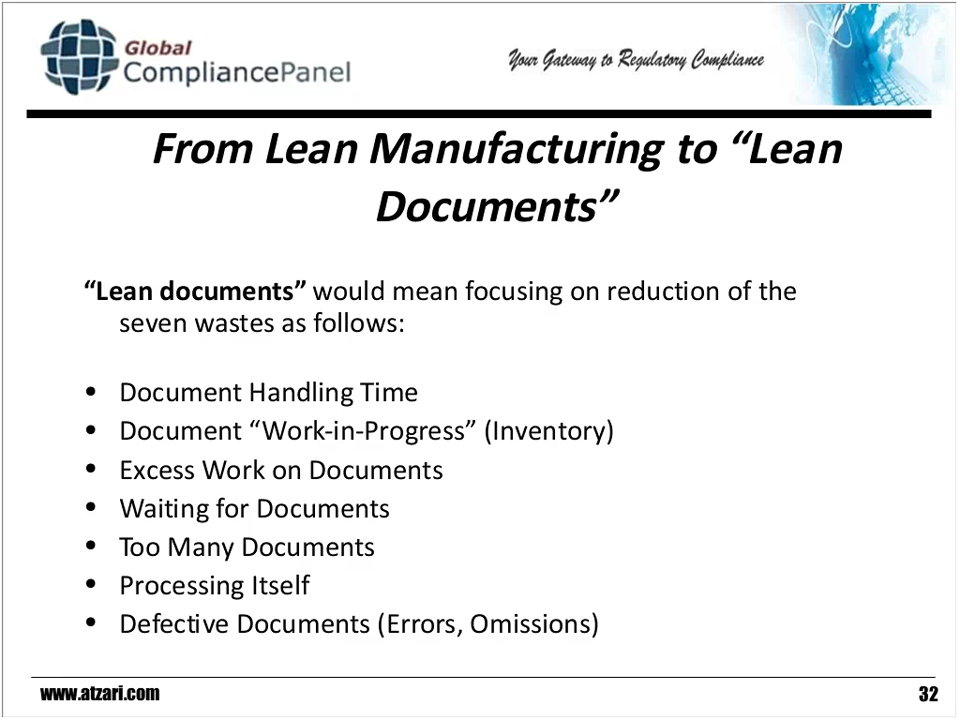 Global
CompliancePanel
Your Gateway to Regulatory Compliance
From Lean Manufacturing to “Lean
Documents”
“Lean documents” would mean focusing on reduction of the
seven wastes as follows:
• Document Handling Time
• Document “Work-in-Progress” (Inventory)
• Excess Work on Documents
• Waiting for Documents
• Too Many Documents
• Processing Itself
• Defective Documents (Errors, Omissions)
www.atzari.com
32